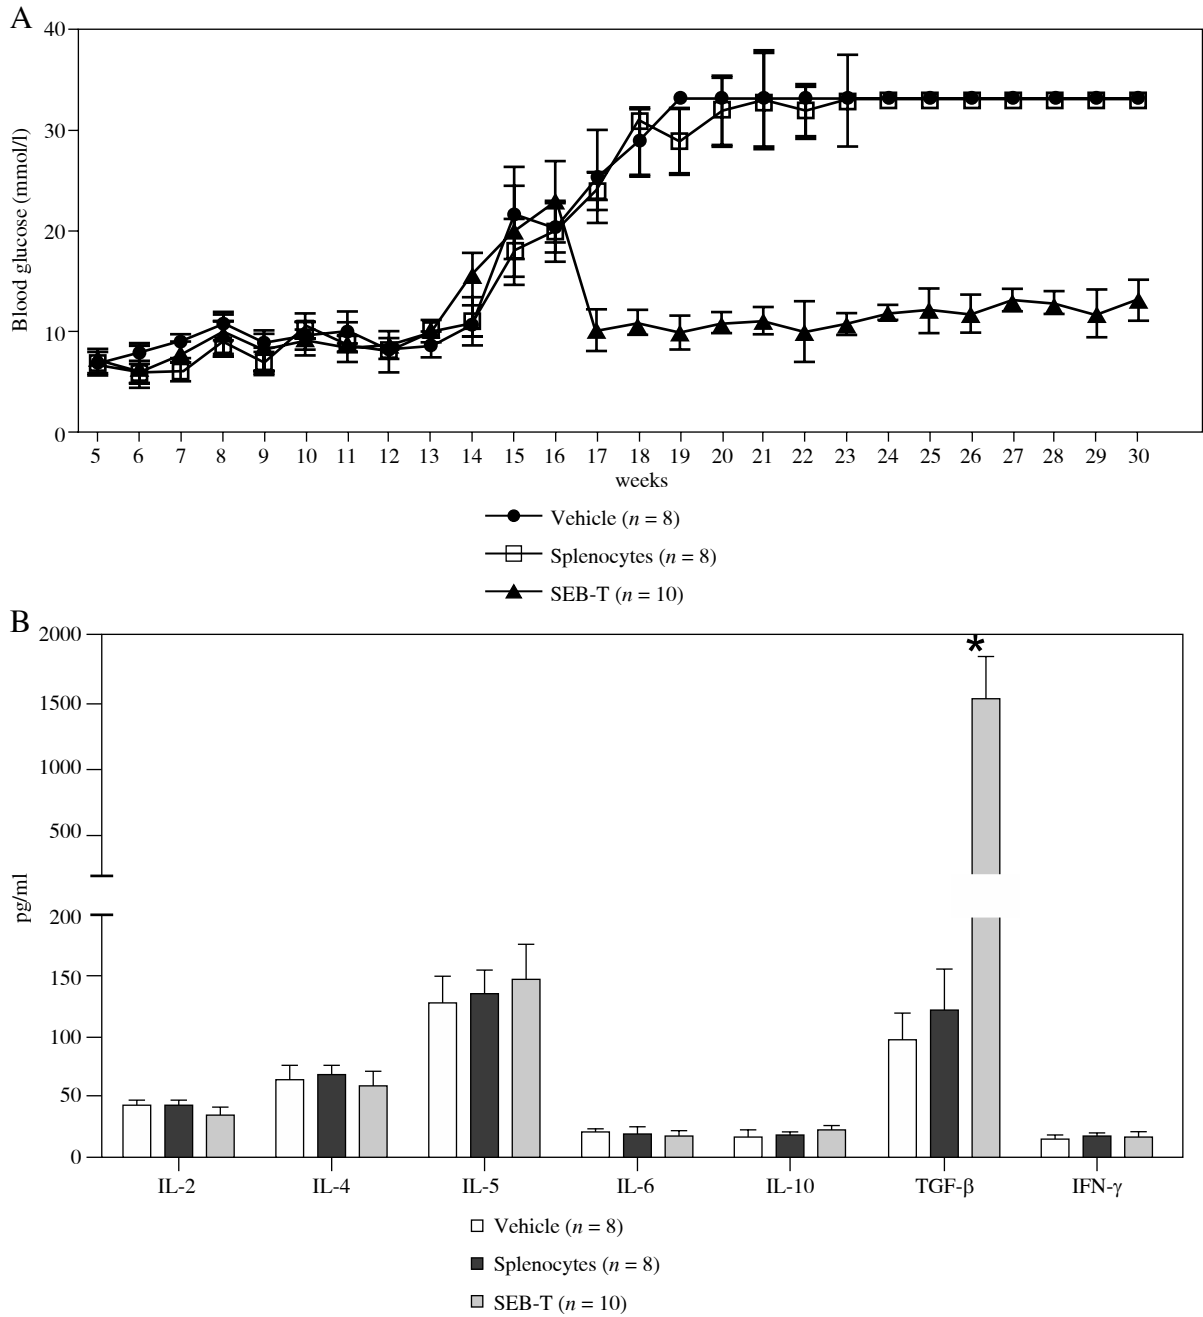 A
40
30
20
10
0
Blood glucose (mmol/l)
5 6 7 8 9 10 11 12 13 14 15 16 17 18 19 20 21 22 23 24 25 26 27 28 29 30
weeks
Vehicle (n = 8)
Splenocytes (n = 8)
SEB-T (n = 10)
B
2000
1500
1000
500
200
150
100
50
0
pg/ml
*
IL-2 IL-4 IL-5 IL-6 IL-10 TGF-β IFN-γ
Vehicle (n = 8)
Splenocytes (n = 8)
SEB-T (n = 10)